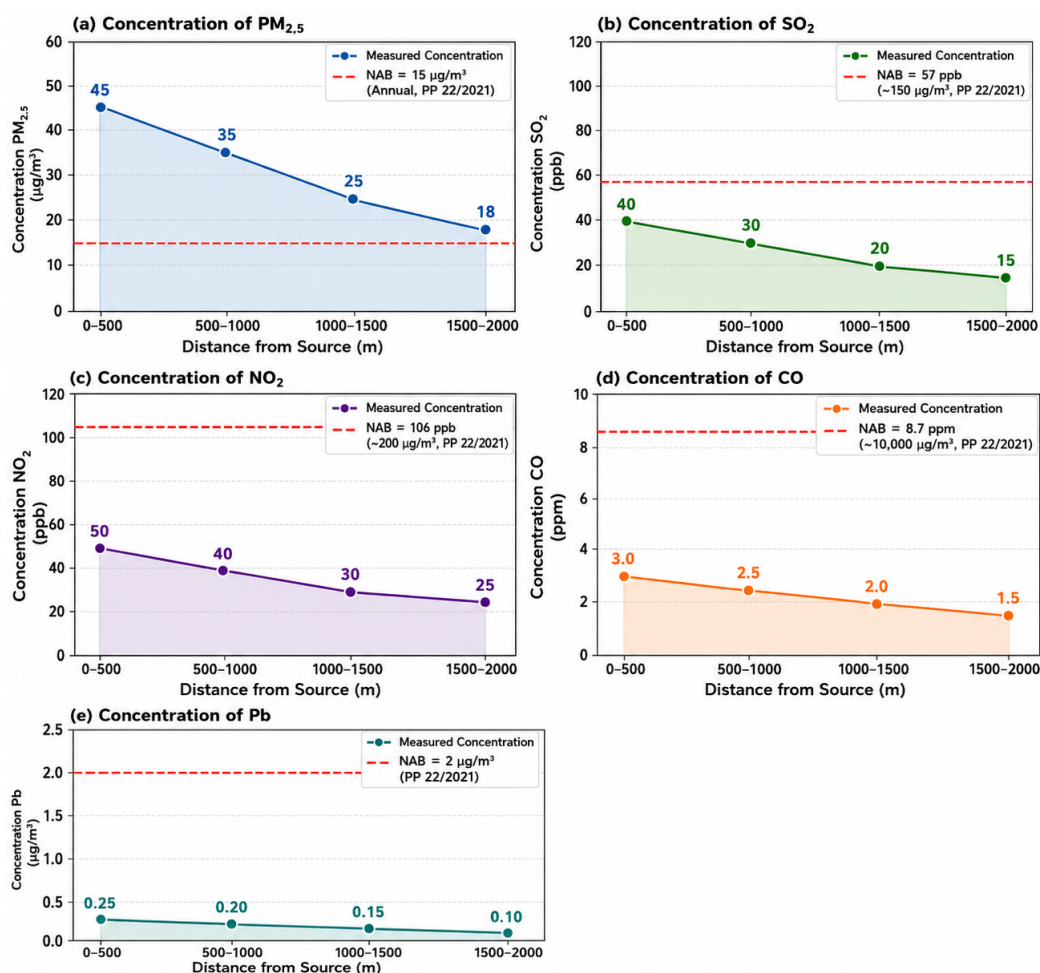 (a) Concentration of PM2,5
Concentration PM2.5
(μg/m³)
60
50
40
30
20
10
0
Measured Concentration
NAB = 15 μg/m³
(Annual, PP 22/2021)
45
35
25
18
0–500
500–1000
1000–1500
1500–2000
Distance from Source (m)
(b) Concentration of SO2
Concentration SO2
(ppb)
120
100
80
60
40
20
0
Measured Concentration
NAB = 57 ppb
(~150 μg/m³, PP 22/2021)
40
30
20
15
0–500
500–1000
1000–1500
1500–2000
Distance from Source (m)
(c) Concentration of NO2
Concentration NO2
(ppb)
120
100
80
60
40
20
0
Measured Concentration
NAB = 106 ppb
(~200 μg/m³, PP 22/2021)
50
40
30
25
0–500
500–1000
1000–1500
1500–2000
Distance from Source (m)
(d) Concentration of CO
Concentration CO
(ppm)
10
8
6
4
2
0
Measured Concentration
NAB = 8.7 ppm
(~10,000 μg/m³, PP 22/2021)
3.0
2.5
2.0
1.5
0–500
500–1000
1000–1500
1500–2000
Distance from Source (m)
(e) Concentration of Pb
Concentration Pb
(μg/m³)
2.5
2.0
1.5
1.0
0.5
0.0
Measured Concentration
NAB = 2 μg/m³
(PP 22/2021)
0.25
0.20
0.15
0.10
0–500
500–1000
1000–1500
1500–2000
Distance from Source (m)